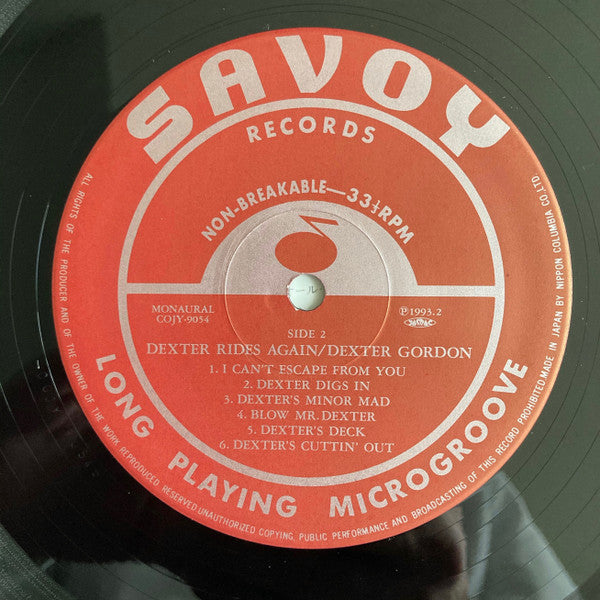 SAVOY
RECORDS
NON-BREAKABLE—33⅓RPM
ール
MONAURAL
COJY-9054
℗1993.2
SIDE 2
DEXTER RIDES AGAIN/DEXTER GORDON
1. I CAN'T ESCAPE FROM YOU
2. DEXTER DIGS IN
3. DEXTER'S MINOR MAD
4. BLOW MR. DEXTER
5. DEXTER'S DECK
6. DEXTER'S CUTTIN' OUT
LONG PLAYING MICROGROOVE
ALL RIGHTS OF THE PRODUCER AND OF THE OWNER OF THE WORK REPRODUCED RESERVED UNAUTHORIZED COPYING, PUBLIC PERFORMANCE AND BROADCASTING OF THIS RECORD PROHIBITED MADE IN JAPAN BY NIPPON COLUMBIA CO.,LTD.